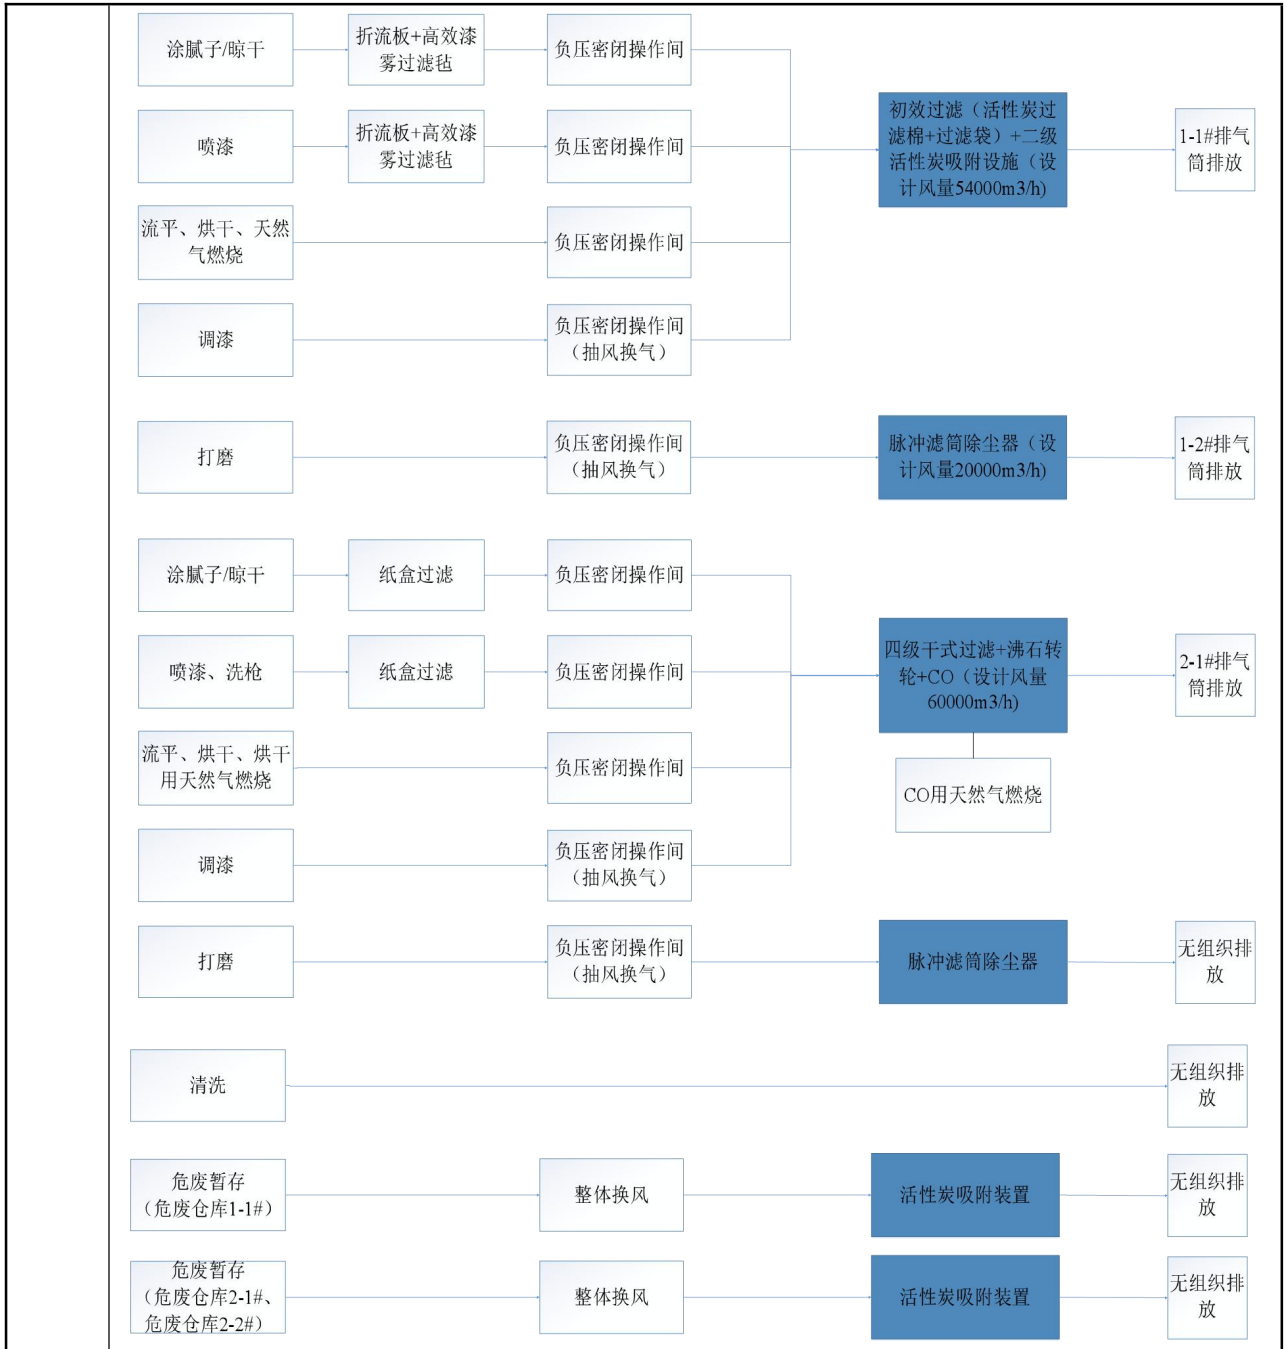 涂腻子/晾干
折流板+高效漆
雾过滤毡
负压密闭操作间
喷漆
折流板+高效漆
雾过滤毡
负压密闭操作间
流平、烘干、天然
气燃烧
负压密闭操作间
调漆
负压密闭操作间
（抽风换气）
初效过滤（活性炭过
滤棉+过滤袋）+二级
活性炭吸附设施（设
计风量54000m3/h)
1-1#排气
筒排放
打磨
负压密闭操作间
（抽风换气）
脉冲滤筒除尘器（设
计风量20000m3/h)
1-2#排气
筒排放
涂腻子/晾干
纸盒过滤
负压密闭操作间
喷漆、洗枪
纸盒过滤
负压密闭操作间
流平、烘干、烘干
用天然气燃烧
负压密闭操作间
调漆
负压密闭操作间
（抽风换气）
四级干式过滤+沸石转
轮+CO（设计风量
60000m3/h)
CO用天然气燃烧
2-1#排气
筒排放
打磨
负压密闭操作间
（抽风换气）
脉冲滤筒除尘器
无组织排
放
清洗
无组织排
放
危废暂存
（危废仓库1-1#）
整体换风
活性炭吸附装置
无组织排
放
危废暂存
（危废仓库2-1#、
危废仓库2-2#）
整体换风
活性炭吸附装置
无组织排
放